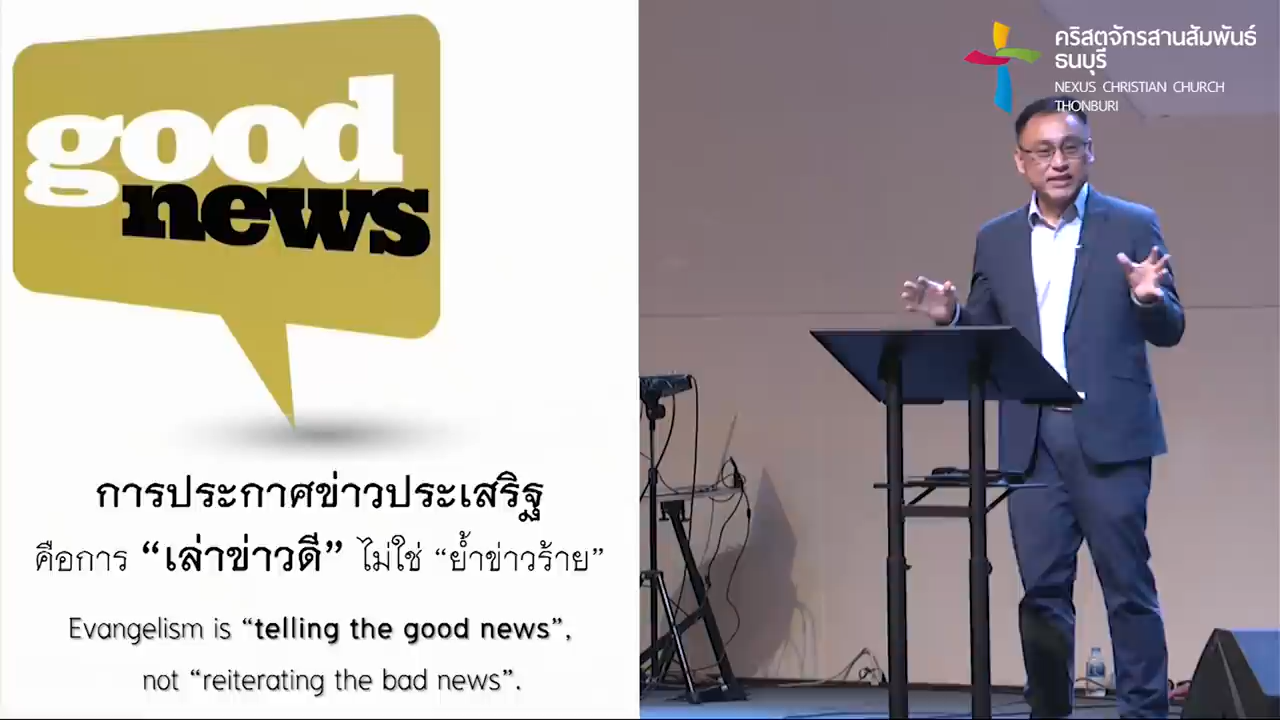 good
news
การประกาศข่าวประเสริฐ
คือการ “เล่าข่าวดี” ไม่ใช่ “ย้ำข่าวร้าย”
Evangelism is “telling the good news”,
not “reiterating the bad news”.
คริสตจักรสานสัมพันธ์
ธนบุรี
NEXUS CHRISTIAN CHURCH
THONBURI